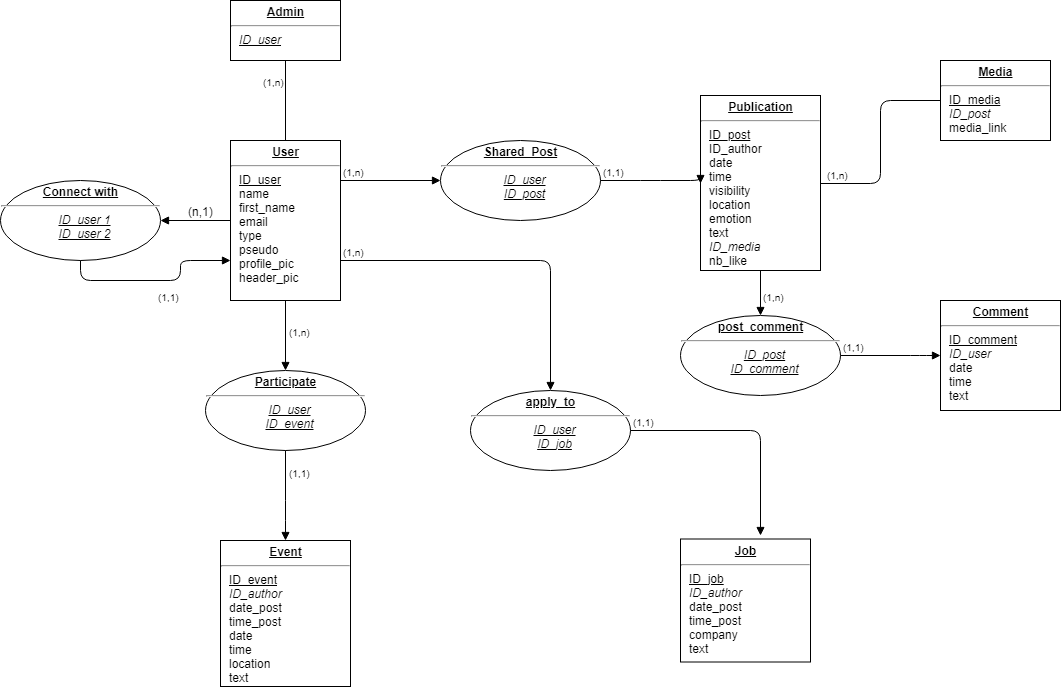 Admin
ID_user
(1,n)
User
ID_user
name
first_name
email
type
pseudo
profile_pic
header_pic
Connect with
ID_user 1
ID_user 2
(n,1)
(1,1)
(1,n)
Shared_Post
ID_user
ID_post
(1,1)
Publication
ID_post
ID_author
date
time
visibility
location
emotion
text
ID_media
nb_like
(1,n)
Media
ID_media
ID_post
media_link
(1,n)
post_comment
ID_post
ID_comment
(1,1)
Comment
ID_comment
ID_user
date
time
text
(1,n)
apply_to
ID_user
ID_job
(1,1)
(1,n)
Participate
ID_user
ID_event
(1,1)
Event
ID_event
ID_author
date_post
time_post
date
time
location
text
Job
ID_job
ID_author
date_post
time_post
company
text